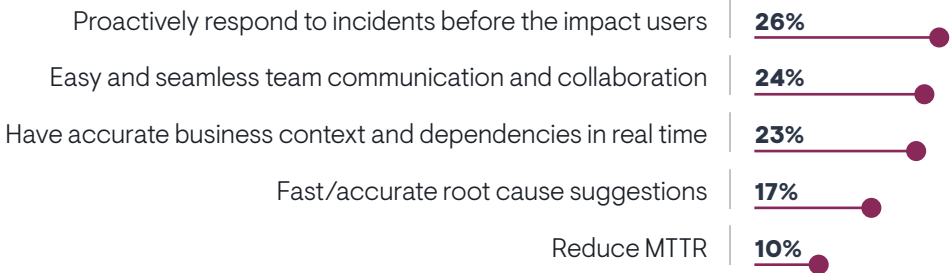 Proactively respond to incidents before the impact users 26%
Easy and seamless team communication and collaboration 24%
Have accurate business context and dependencies in real time 23%
Fast/accurate root cause suggestions 17%
Reduce MTTR 10%